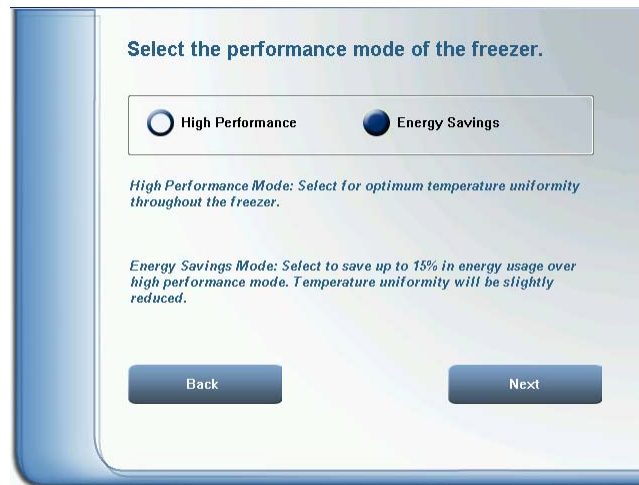 Select the performance mode of the freezer.
High Performance
Energy Savings
High Performance Mode: Select for optimum temperature uniformity
throughout the freezer.
Energy Savings Mode: Select to save up to 15% in energy usage over
high performance mode. Temperature uniformity will be slightly
reduced.
Back
Next